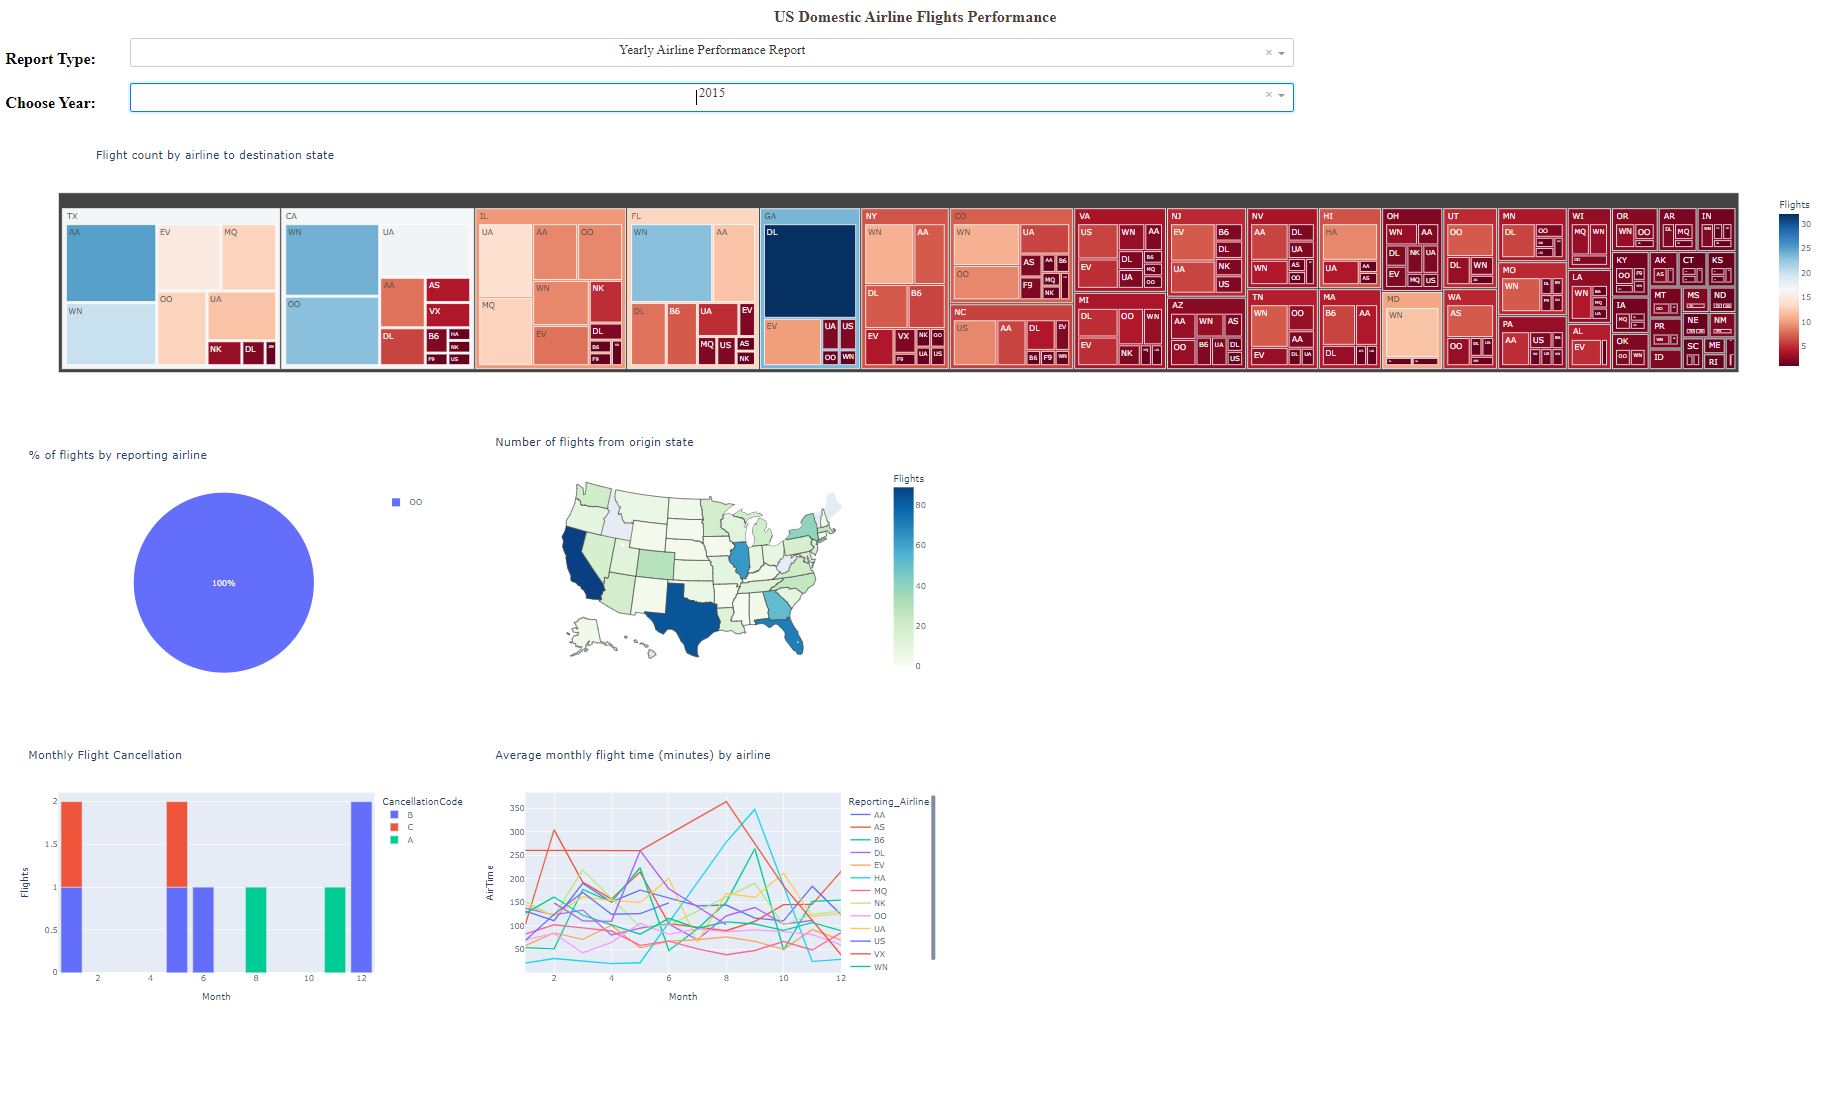 US Domestic Airline Flights Performance
Report Type:
Yearly Airline Performance Report
× 
Choose Year:
2015
×
Flight count by airline to destination state
TX
AA
EV
MQ
WN
OO
UA
NK
DL
CA
WN
UA
OO
AA
AS
VX
DL
B6
HA
NK
F9
US
IL
UA
AA
OO
MQ
WN
NK
EV
DL
B6
F9
FL
WN
AA
DL
B6
UA
EV
MQ
US
AS
NK
GA
DL
EV
UA
US
OO
WN
NY
WN
AA
DL
B6
EV
VX
NK
OO
F9
UA
US
CO
WN
UA
OO
AS
AA
B6
F9
MQ
NK
NC
US
AA
DL
EV
B6
F9
WN
VA
US
WN
AA
EV
DL
B6
MQ
UA
OO
MI
DL
OO
WN
EV
NK
NJ
EV
B6
DL
UA
NK
US
AZ
AA
WN
AS
OO
B6
UA
DL
US
NV
AA
DL
UA
WN
AS
OO
TN
WN
OO
AA
EV
DL
UA
HI
HA
UA
AA
AS
MA
B6
AA
DL
OH
WN
AA
DL
NK
UA
EV
MQ
US
MD
WN
UT
OO
DL
WN
WA
AS
OO
DL
UA
MN
DL
OO
MO
WN
DL
PA
AA
US
WI
MQ
WN
OO
LA
WN
MQ
UA
AL
EV
OR
WN
OO
AR
DL
MQ
IN
WN
KY
OO
F9
AK
AS
CT
KS
IA
MQ
MT
OO
MS
ND
PR
WN
NE
NM
OK
OO
WN
ID
SC
ME
RI
Flights
30
25
20
15
10
5
% of flights by reporting airline
100%
OO
Number of flights from origin state
Flights
80
60
40
20
0
Monthly Flight Cancellation
Flights
2
1.5
1
0.5
0
2
4
6
8
10
12
Month
CancellationCode
B
C
A
Average monthly flight time (minutes) by airline
AirTime
350
300
250
200
150
100
50
2
4
6
8
10
12
Month
Reporting_Airline
AA
AS
B6
DL
EV
HA
MQ
NK
OO
UA
US
VX
WN